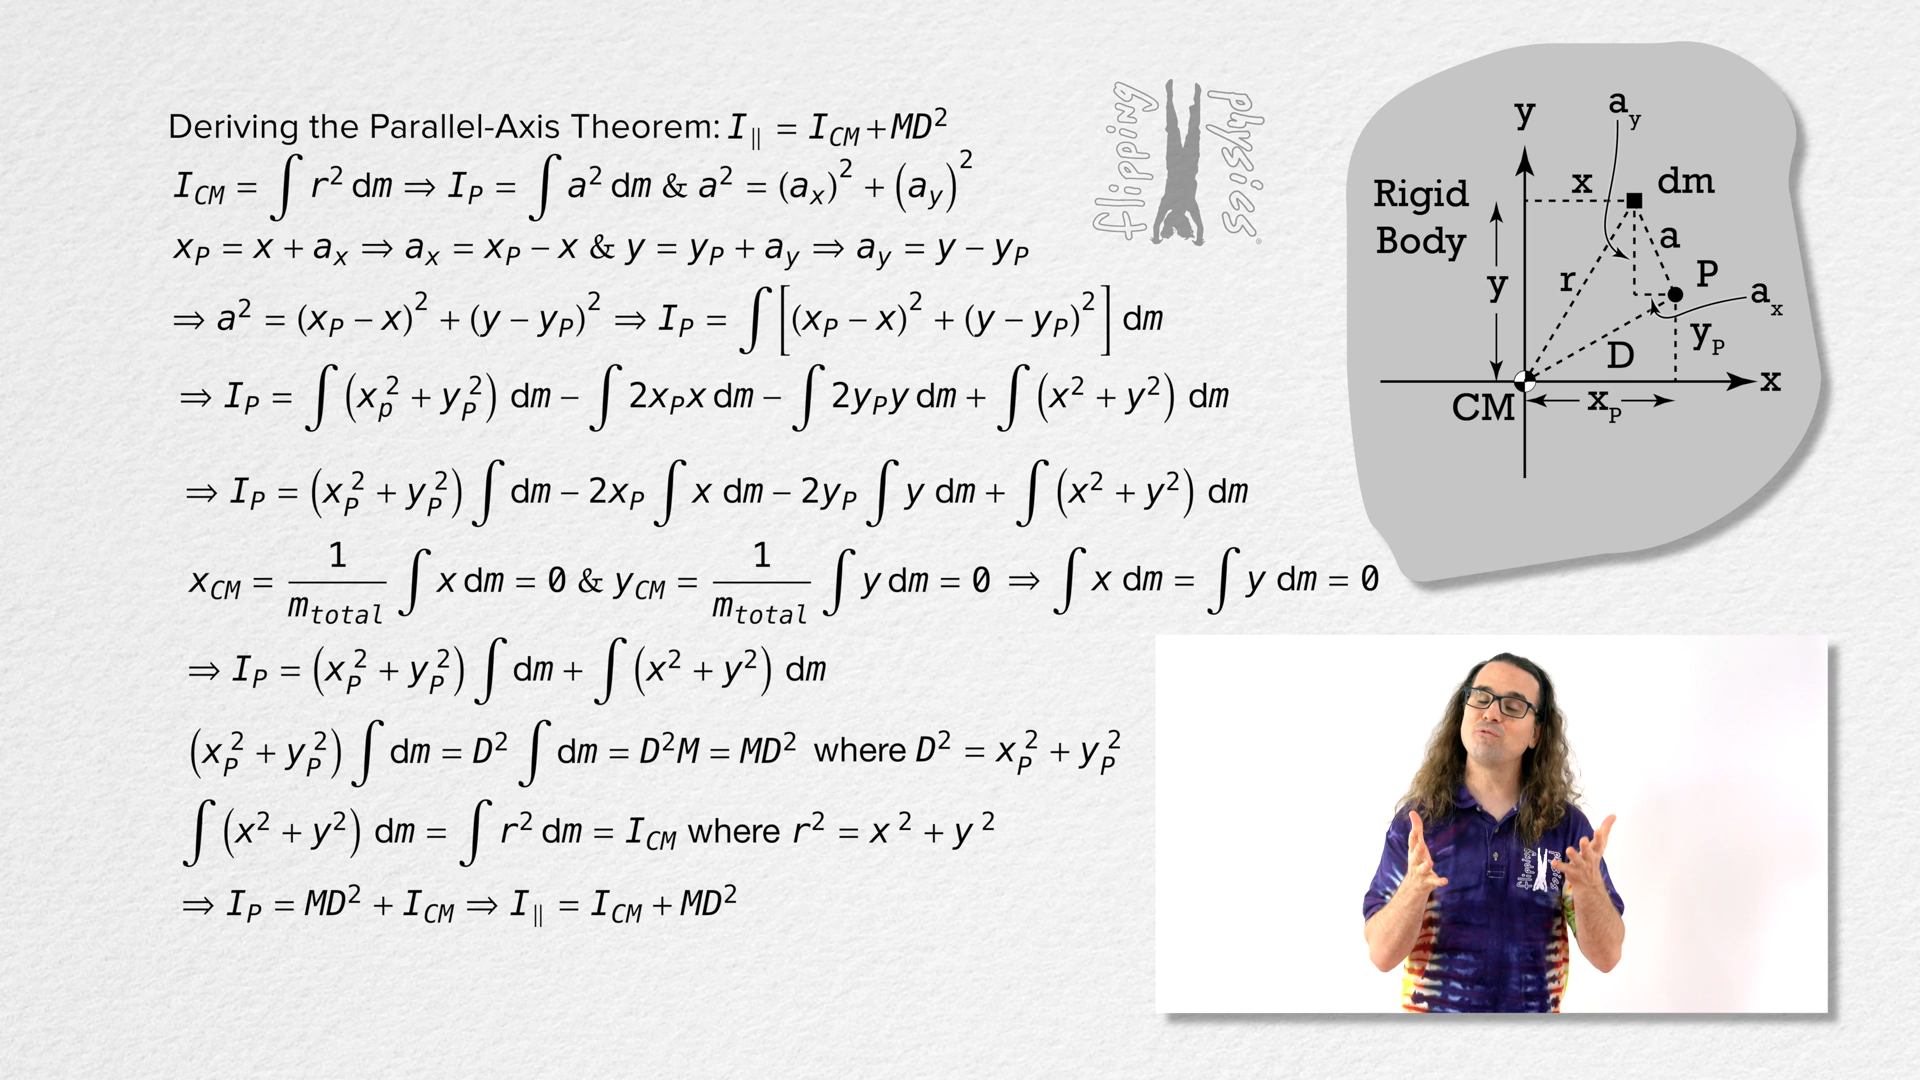 Deriving the Parallel-Axis Theorem: I_∥ = I_CM + MD²
I_CM = ∫ r² dm ⇒ I_P = ∫ a² dm & a² = (a_x)² + (a_y)²
x_P = x + a_x ⇒ a_x = x_P − x & y = y_P + a_y ⇒ a_y = y − y_P
⇒ a² = (x_P − x)² + (y − y_P)² ⇒ I_P = ∫ [(x_P − x)² + (y − y_P)²] dm
⇒ I_P = ∫ (x_p² + y_P²) dm − ∫ 2x_P x dm − ∫ 2y_P y dm + ∫ (x² + y²) dm
⇒ I_P = (x_P² + y_P²) ∫ dm − 2x_P ∫ x dm − 2y_P ∫ y dm + ∫ (x² + y²) dm
x_CM = 1/m_total ∫ x dm = 0 & y_CM = 1/m_total ∫ y dm = 0 ⇒ ∫ x dm = ∫ y dm = 0
⇒ I_P = (x_P² + y_P²) ∫ dm + ∫ (x² + y²) dm
(x_P² + y_P²) ∫ dm = D² ∫ dm = D²M = MD² where D² = x_P² + y_P²
∫ (x² + y²) dm = ∫ r² dm = I_CM where r² = x² + y²
⇒ I_P = MD² + I_CM ⇒ I_∥ = I_CM + MD²
flipping physics®
y
a_y
Rigid
Body
x
dm
a
P
y
r
a_x
y_P
D
x
CM
x_P
flipping physics